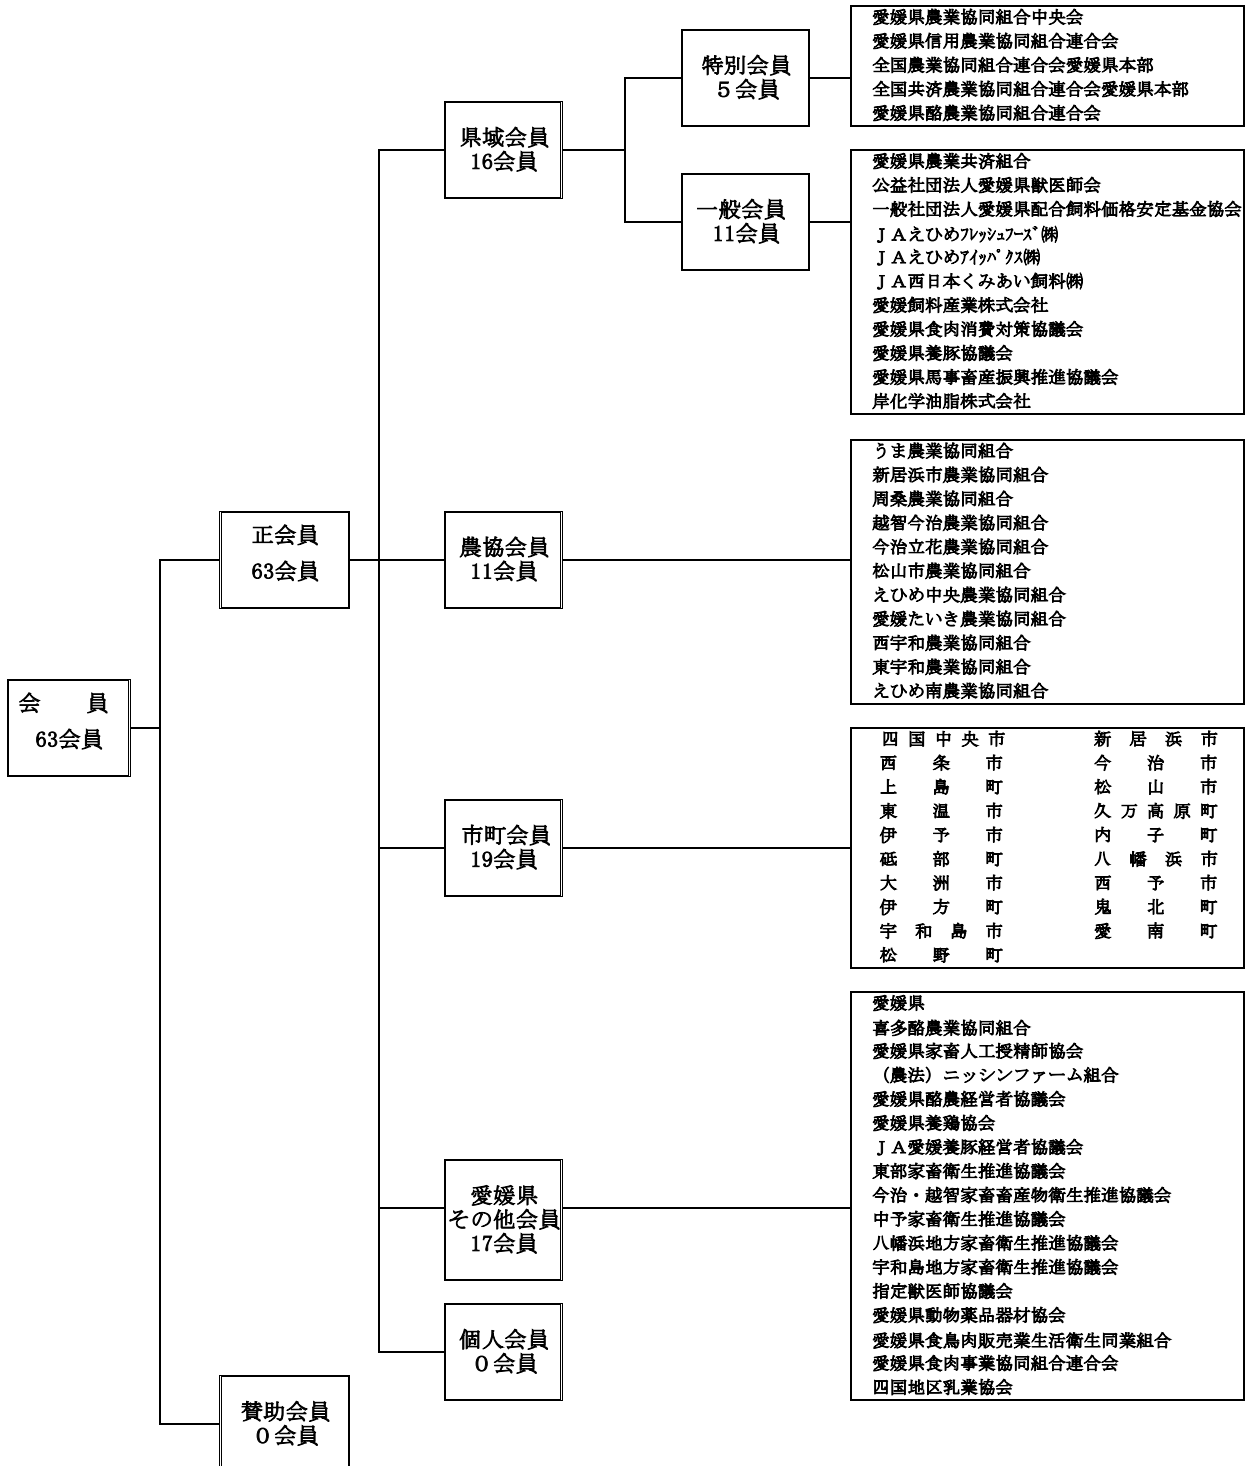 会　　員
63会員
正会員
63会員
賛助会員
０会員
県域会員
16会員
農協会員
11会員
市町会員
19会員
愛媛県
その他会員
17会員
個人会員
０会員
特別会員
５会員
一般会員
11会員
愛媛県農業協同組合中央会
愛媛県信用農業協同組合連合会
全国農業協同組合連合会愛媛県本部
全国共済農業協同組合連合会愛媛県本部
愛媛県酪農業協同組合連合会
愛媛県農業共済組合
公益社団法人愛媛県獣医師会
一般社団法人愛媛県配合飼料価格安定基金協会
ＪＡえひめﾌﾚｯｼｭﾌｰｽﾞ㈱
ＪＡえひめｱｲｯﾊﾟｸｽ㈱
ＪＡ西日本くみあい飼料㈱
愛媛飼料産業株式会社
愛媛県食肉消費対策協議会
愛媛県養豚協議会
愛媛県馬事畜産振興推進協議会
岸化学油脂株式会社
うま農業協同組合
新居浜市農業協同組合
周桑農業協同組合
越智今治農業協同組合
今治立花農業協同組合
松山市農業協同組合
えひめ中央農業協同組合
愛媛たいき農業協同組合
西宇和農業協同組合
東宇和農業協同組合
えひめ南農業協同組合
四国中央市　新居浜市
西条市　今治市
上島町　松山市
東温市　久万高原町
伊予市　内子町
砥部町　八幡浜市
大洲市　西予市
伊方町　鬼北町
宇和島市　愛南町
松野町
愛媛県
喜多酪農業協同組合
愛媛県家畜人工授精師協会
（農法）ニッシンファーム組合
愛媛県酪農経営者協議会
愛媛県養鶏協会
ＪＡ愛媛養豚経営者協議会
東部家畜衛生推進協議会
今治・越智家畜畜産物衛生推進協議会
中予家畜衛生推進協議会
八幡浜地方家畜衛生推進協議会
宇和島地方家畜衛生推進協議会
指定獣医師協議会
愛媛県動物薬品器材協会
愛媛県食鳥肉販売業生活衛生同業組合
愛媛県食肉事業協同組合連合会
四国地区乳業協会